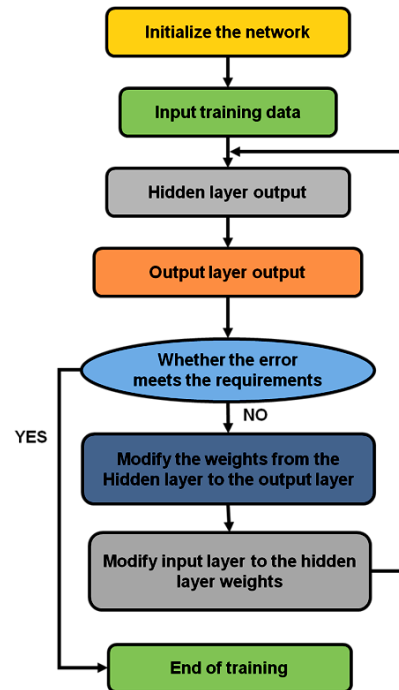 Initialize the network
Input training data
Hidden layer output
Output layer output
Whether the error
meets the requirements
YES
NO
Modify the weights from the
Hidden layer to the output layer
Modify input layer to the hidden
layer weights
End of training